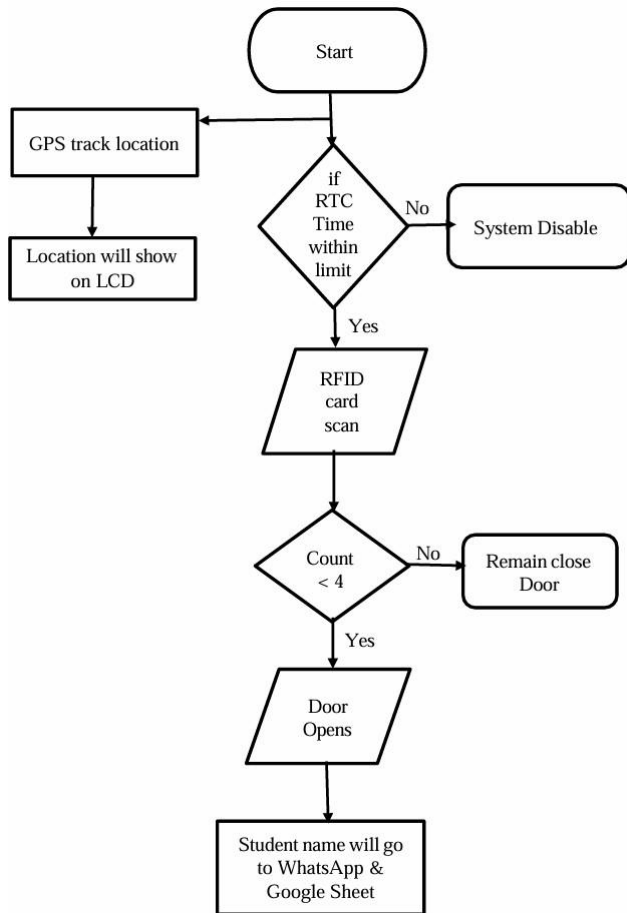 Start
GPS track location
Location will show
on LCD
if
RTC
Time
within
limit
No
System Disable
Yes
RFID
card
scan
Count
< 4
No
Remain close
Door
Yes
Door
Opens
Student name will go
to WhatsApp &
Google Sheet